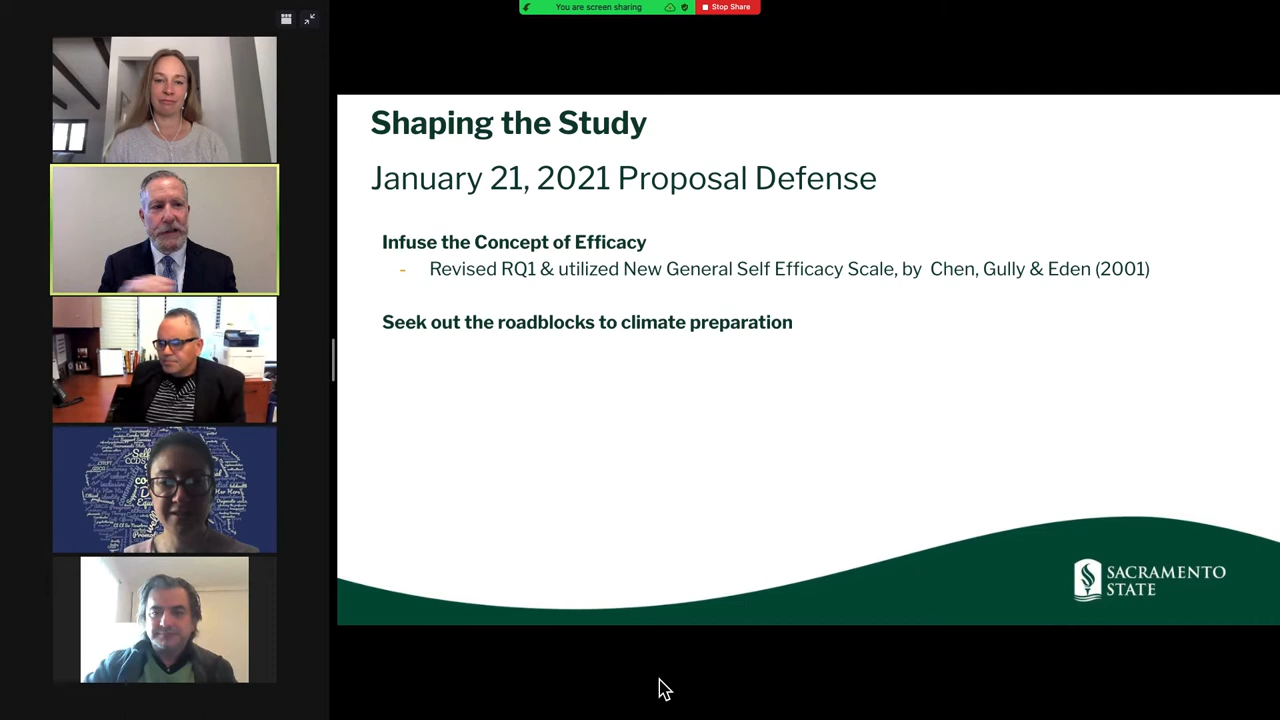 You are screen sharing
Stop Share
Shaping the Study
January 21, 2021 Proposal Defense
Infuse the Concept of Efficacy
- Revised RQ1 & utilized New General Self Efficacy Scale, by Chen, Gully & Eden (2001)
Seek out the roadblocks to climate preparation
SACRAMENTO
STATE